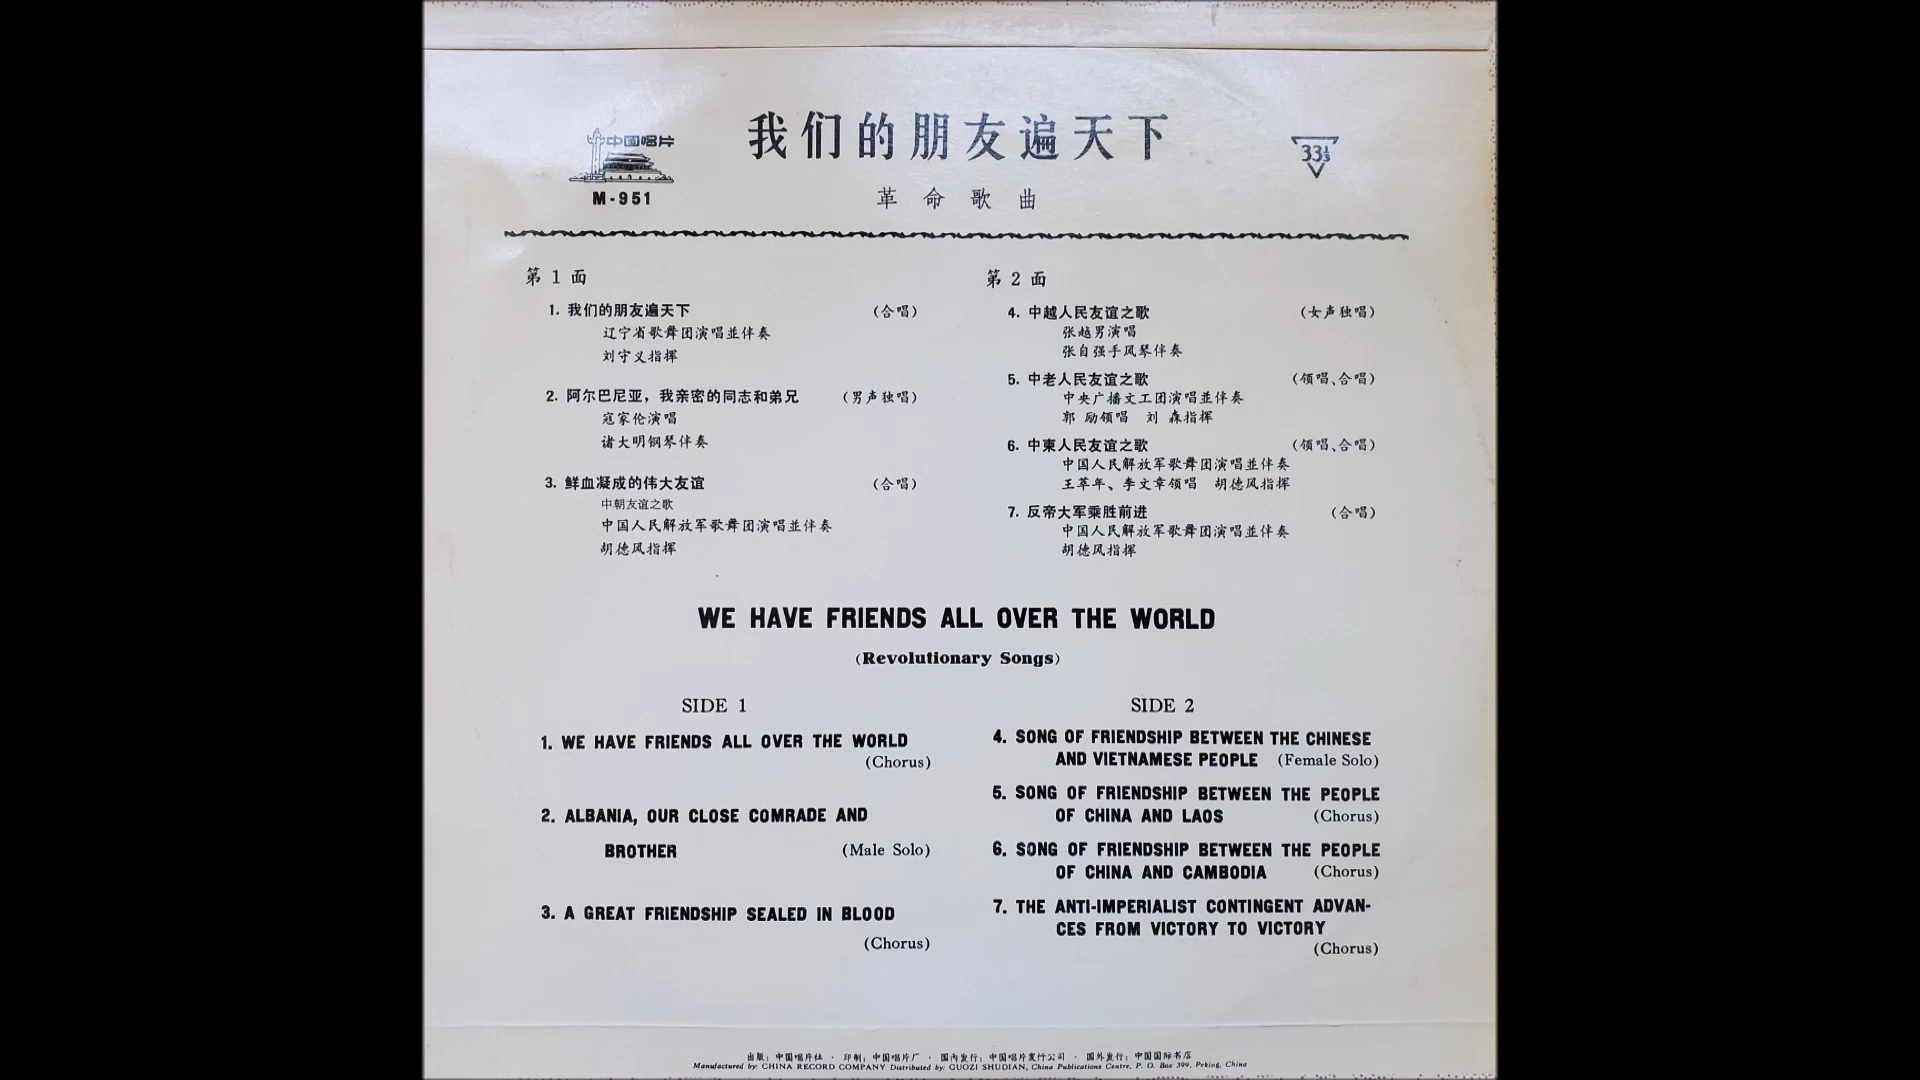 中國唱片
M-951
我们的朋友遍天下
革命歌曲
33⅓
第1面
1. 我们的朋友遍天下 (合唱)
辽宁省歌舞团演唱並伴奏
刘守义指挥
2. 阿尔巴尼亚，我亲密的同志和弟兄 (男声独唱)
寇家伦演唱
诸大明钢琴伴奏
3. 鲜血凝成的伟大友谊 (合唱)
中朝友谊之歌
中国人民解放军歌舞团演唱並伴奏
胡德风指挥
第2面
4. 中越人民友谊之歌 (女声独唱)
张越男演唱
张自强手风琴伴奏
5. 中老人民友谊之歌 (领唱、合唱)
中央广播文工团演唱並伴奏
郭 励领唱 刘 森指挥
6. 中柬人民友谊之歌 (领唱、合唱)
中国人民解放军歌舞团演唱並伴奏
王莘年、李文章领唱 胡德风指挥
7. 反帝大军乘胜前进 (合唱)
中国人民解放军歌舞团演唱並伴奏
胡德风指挥
WE HAVE FRIENDS ALL OVER THE WORLD
(Revolutionary Songs)
SIDE 1
1. WE HAVE FRIENDS ALL OVER THE WORLD
(Chorus)
2. ALBANIA, OUR CLOSE COMRADE AND
BROTHER (Male Solo)
3. A GREAT FRIENDSHIP SEALED IN BLOOD
(Chorus)
SIDE 2
4. SONG OF FRIENDSHIP BETWEEN THE CHINESE
AND VIETNAMESE PEOPLE (Female Solo)
5. SONG OF FRIENDSHIP BETWEEN THE PEOPLE
OF CHINA AND LAOS (Chorus)
6. SONG OF FRIENDSHIP BETWEEN THE PEOPLE
OF CHINA AND CAMBODIA (Chorus)
7. THE ANTI-IMPERIALIST CONTINGENT ADVAN-
CES FROM VICTORY TO VICTORY
(Chorus)
出版：中国唱片社 · 印制：中国唱片厂 · 国内发行：中国唱片发行公司 · 国外发行：中国国际书店
Manufactured by: CHINA RECORD COMPANY Distributed by: GUOZI SHUDIAN, China Publications Centre, P. O. Box 399, Peking, China